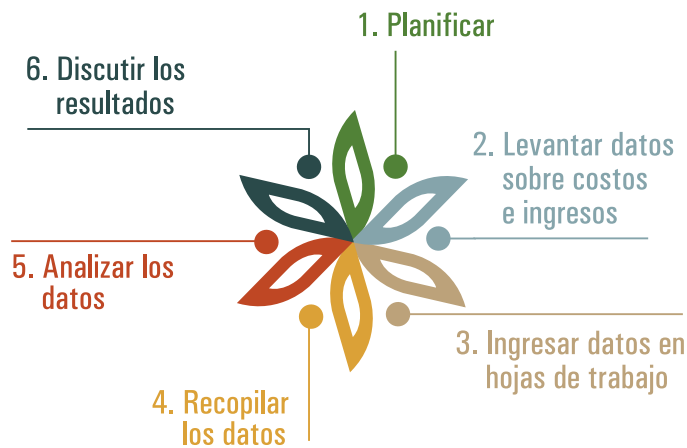 1. Planificar
2. Levantar datos
sobre costos
e ingresos
3. Ingresar datos en
hojas de trabajo
4. Recopilar
los datos
5. Analizar los
datos
6. Discutir los
resultados